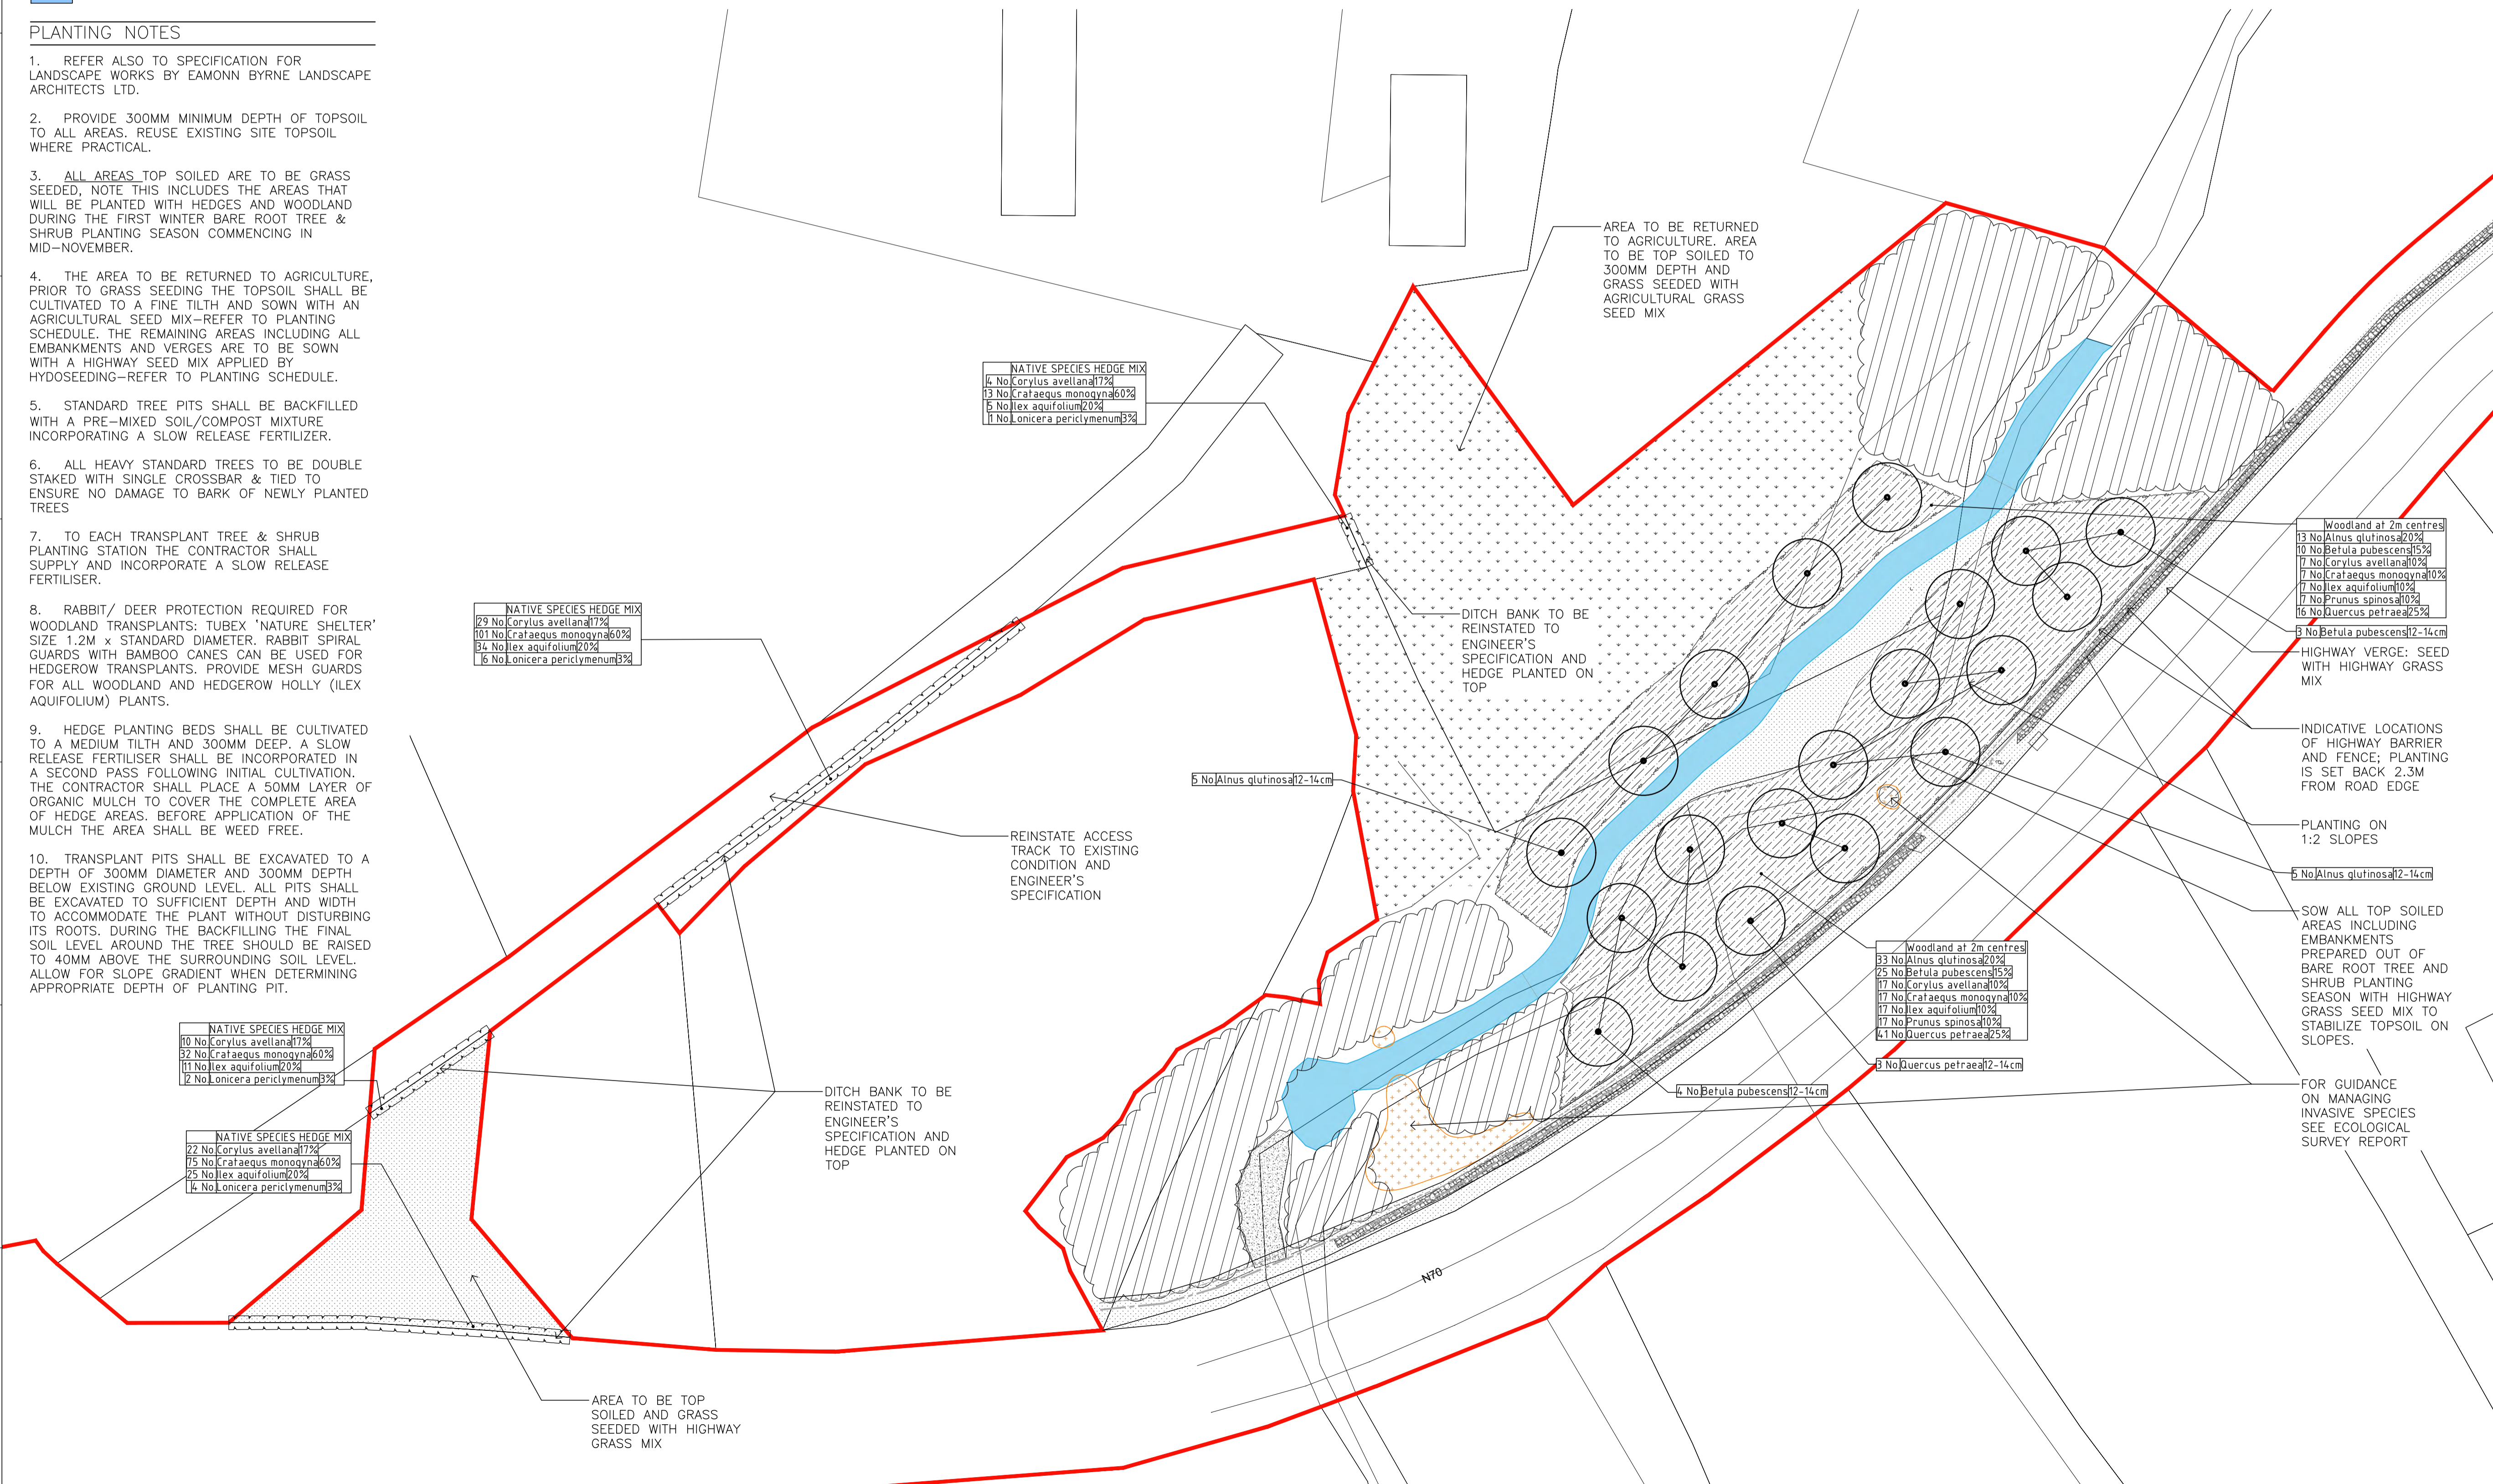 PLANTING NOTES
1. REFER ALSO TO SPECIFICATION FOR
LANDSCAPE WORKS BY EAMONN BYRNE LANDSCAPE
ARCHITECTS LTD.
2. PROVIDE 300MM MINIMUM DEPTH OF TOPSOIL
TO ALL AREAS. REUSE EXISTING SITE TOPSOIL
WHERE PRACTICAL.
3. ALL AREAS TOP SOILED ARE TO BE GRASS
SEEDED, NOTE THIS INCLUDES THE AREAS THAT
WILL BE PLANTED WITH HEDGES AND WOODLAND
DURING THE FIRST WINTER BARE ROOT TREE &
SHRUB PLANTING SEASON COMMENCING IN
MID-NOVEMBER.
4. THE AREA TO BE RETURNED TO AGRICULTURE,
PRIOR TO GRASS SEEDING THE TOPSOIL SHALL BE
CULTIVATED TO A FINE TILTH AND SOWN WITH AN
AGRICULTURAL SEED MIX-REFER TO PLANTING
SCHEDULE. THE REMAINING AREAS INCLUDING ALL
EMBANKMENTS AND VERGES ARE TO BE SOWN
WITH A HIGHWAY SEED MIX APPLIED BY
HYDOSEEDING-REFER TO PLANTING SCHEDULE.
5. STANDARD TREE PITS SHALL BE BACKFILLED
WITH A PRE-MIXED SOIL/COMPOST MIXTURE
INCORPORATING A SLOW RELEASE FERTILIZER.
6. ALL HEAVY STANDARD TREES TO BE DOUBLE
STAKED WITH SINGLE CROSSBAR & TIED TO
ENSURE NO DAMAGE TO BARK OF NEWLY PLANTED
TREES
7. TO EACH TRANSPLANT TREE & SHRUB
PLANTING STATION THE CONTRACTOR SHALL
SUPPLY AND INCORPORATE A SLOW RELEASE
FERTILISER.
8. RABBIT/ DEER PROTECTION REQUIRED FOR
WOODLAND TRANSPLANTS: TUBEX 'NATURE SHELTER'
SIZE 1.2M x STANDARD DIAMETER. RABBIT SPIRAL
GUARDS WITH BAMBOO CANES CAN BE USED FOR
HEDGEROW TRANSPLANTS. PROVIDE MESH GUARDS
FOR ALL WOODLAND AND HEDGEROW HOLLY (ILEX
AQUIFOLIUM) PLANTS.
9. HEDGE PLANTING BEDS SHALL BE CULTIVATED
TO A MEDIUM TILTH AND 300MM DEEP. A SLOW
RELEASE FERTILISER SHALL BE INCORPORATED IN
A SECOND PASS FOLLOWING INITIAL CULTIVATION.
THE CONTRACTOR SHALL PLACE A 50MM LAYER OF
ORGANIC MULCH TO COVER THE COMPLETE AREA
OF HEDGE AREAS. BEFORE APPLICATION OF THE
MULCH THE AREA SHALL BE WEED FREE.
10. TRANSPLANT PITS SHALL BE EXCAVATED TO A
DEPTH OF 300MM DIAMETER AND 300MM DEPTH
BELOW EXISTING GROUND LEVEL. ALL PITS SHALL
BE EXCAVATED TO SUFFICIENT DEPTH AND WIDTH
TO ACCOMMODATE THE PLANT WITHOUT DISTURBING
ITS ROOTS. DURING THE BACKFILLING THE FINAL
SOIL LEVEL AROUND THE TREE SHOULD BE RAISED
TO 40MM ABOVE THE SURROUNDING SOIL LEVEL.
ALLOW FOR SLOPE GRADIENT WHEN DETERMINING
APPROPRIATE DEPTH OF PLANTING PIT.
NATIVE SPECIES HEDGE MIX
10 No. Corylus avellana 17%
32 No. Crataegus monogyna 60%
11 No. Ilex aquifolium 20%
2 No. Lonicera periclymenum 3%
NATIVE SPECIES HEDGE MIX
22 No. Corylus avellana 17%
75 No. Crataegus monogyna 60%
25 No. Ilex aquifolium 20%
4 No. Lonicera periclymenum 3%
NATIVE SPECIES HEDGE MIX
29 No. Corylus avellana 17%
101 No. Crataegus monogyna 60%
34 No. Ilex aquifolium 20%
6 No. Lonicera periclymenum 3%
NATIVE SPECIES HEDGE MIX
4 No. Corylus avellana 17%
13 No. Crataegus monogyna 60%
5 No. Ilex aquifolium 20%
1 No. Lonicera periclymenum 3%
AREA TO BE RETURNED
TO AGRICULTURE. AREA
TO BE TOP SOILED TO
300MM DEPTH AND
GRASS SEEDED WITH
AGRICULTURAL GRASS
SEED MIX
DITCH BANK TO BE
REINSTATED TO
ENGINEER'S
SPECIFICATION AND
HEDGE PLANTED ON
TOP
5 No. Alnus glutinosa 12-14cm
REINSTATE ACCESS
TRACK TO EXISTING
CONDITION AND
ENGINEER'S
SPECIFICATION
DITCH BANK TO BE
REINSTATED TO
ENGINEER'S
SPECIFICATION AND
HEDGE PLANTED ON
TOP
AREA TO BE TOP
SOILED AND GRASS
SEEDED WITH HIGHWAY
GRASS MIX
N70
4 No. Betula pubescens 12-14cm
Woodland at 2m centres
33 No. Alnus glutinosa 20%
25 No. Betula pubescens 15%
17 No. Corylus avellana 10%
17 No. Crataegus monogyna 10%
17 No. Ilex aquifolium 10%
17 No. Prunus spinosa 10%
41 No. Quercus petraea 25%
3 No. Quercus petraea 12-14cm
Woodland at 2m centres
13 No. Alnus glutinosa 20%
10 No. Betula pubescens 15%
7 No. Corylus avellana 10%
7 No. Crataegus monogyna 10%
7 No. Ilex aquifolium 10%
7 No. Prunus spinosa 10%
16 No. Quercus petraea 25%
3 No. Betula pubescens 12-14cm
HIGHWAY VERGE: SEED
WITH HIGHWAY GRASS
MIX
INDICATIVE LOCATIONS
OF HIGHWAY BARRIER
AND FENCE; PLANTING
IS SET BACK 2.3M
FROM ROAD EDGE
PLANTING ON
1:2 SLOPES
5 No. Alnus glutinosa 12-14cm
SOW ALL TOP SOILED
AREAS INCLUDING
EMBANKMENTS
PREPARED OUT OF
BARE ROOT TREE AND
SHRUB PLANTING
SEASON WITH HIGHWAY
GRASS SEED MIX TO
STABILIZE TOPSOIL ON
SLOPES.
FOR GUIDANCE
ON MANAGING
INVASIVE SPECIES
SEE ECOLOGICAL
SURVEY REPORT